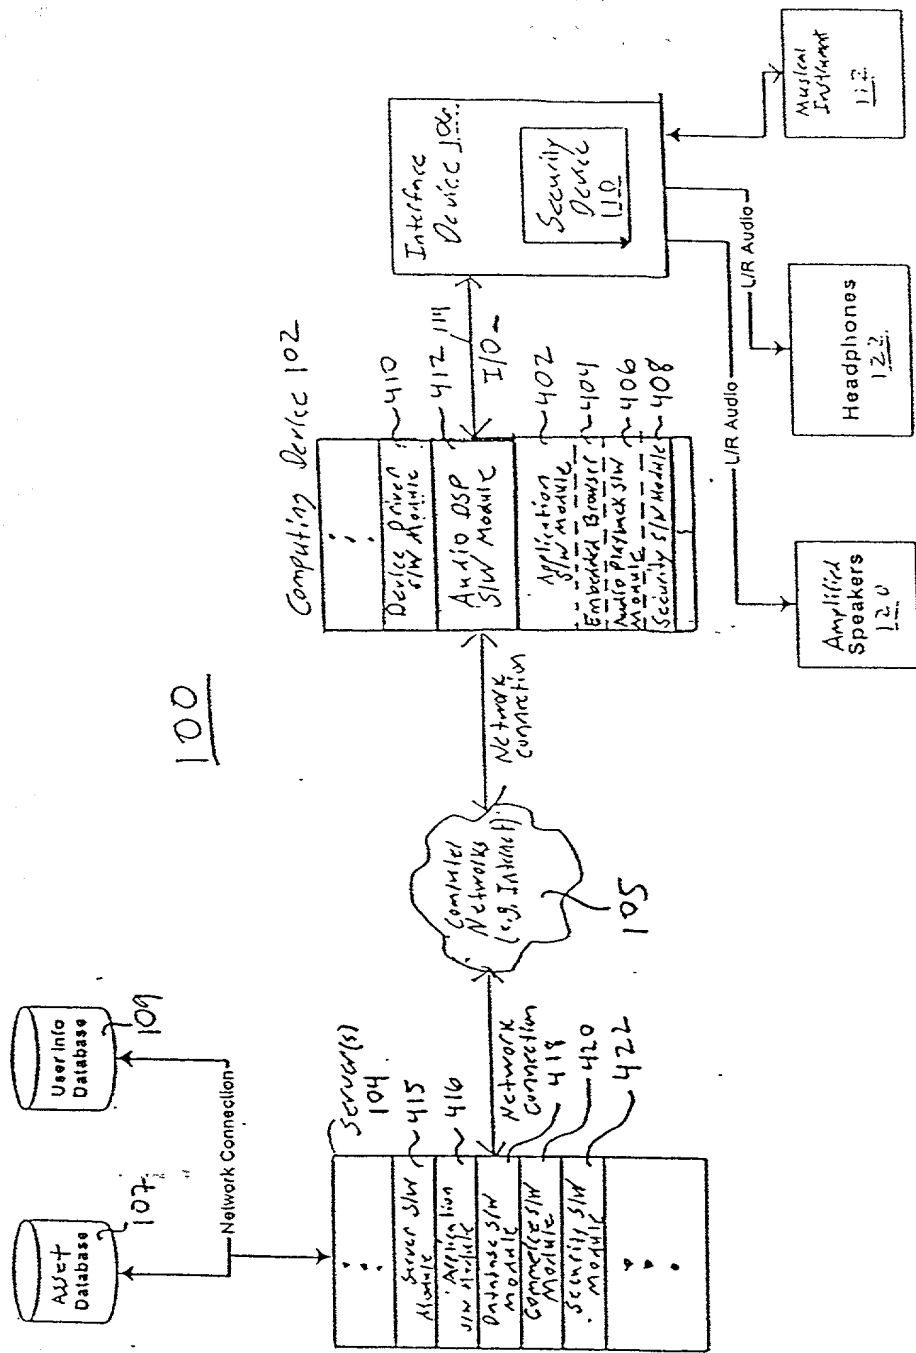 100
Asset
Database
107
User Info
Database
109
Network Connection
Server(s)
104
Server S/W
Module
415
Application
S/W Module
416
Database S/W
Module
418
Commerce S/W
Module
420
Security S/W
Module
422
Network
Connection
Computer
Networks
(e.g. Internet)
105
Network
Connection
Computing Device 102
Device Driver
S/W Module
410
Audio DSP
S/W Module
412
Application
S/W Module
402
Embedded Browser
404
Audio Playback S/W
Module
406
Security S/W Module
408
111
I/O
Interface
Device 106
Security
Device
110
L/R Audio
L/R Audio
Amplified
Speakers
120
Headphones
122
Musical
Instrument
112